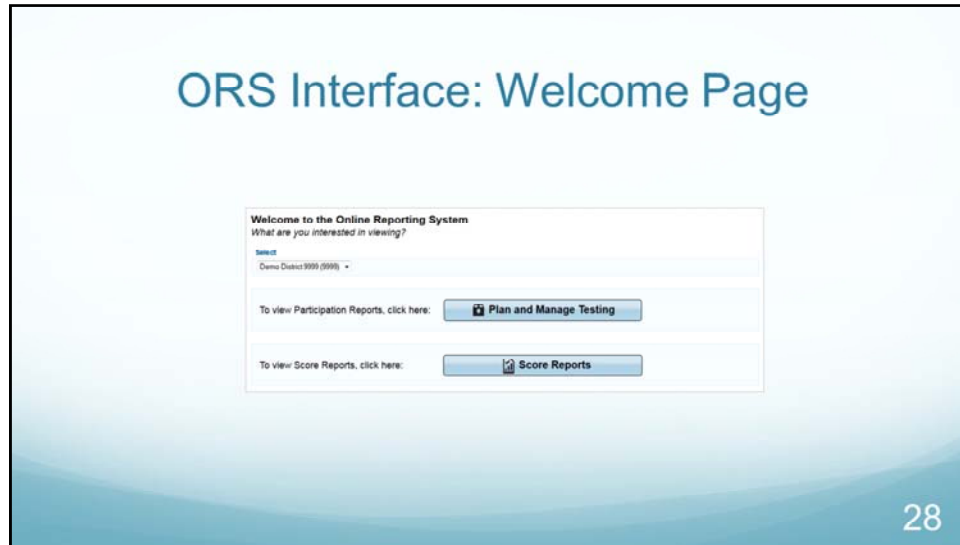 ORS Interface: Welcome Page
Welcome to the Online Reporting System
What are you interested in viewing?
Select
Demo District 9999 (9999)
To view Participation Reports, click here:
Plan and Manage Testing
To view Score Reports, click here:
Score Reports
28